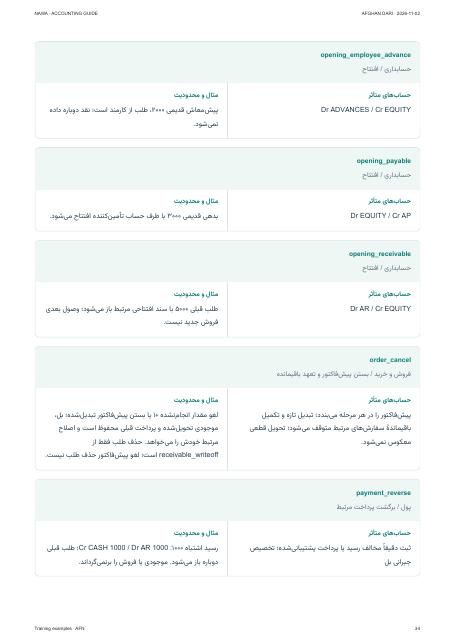 NAWA · ACCOUNTING GUIDE
AFGHAN DARI · 2026-11-02
opening_employee_advance
حسابداری / افتتاح
حساب‌های متأثر
Dr ADVANCES / Cr EQUITY
مثال و محدودیت
پیش‌معاش قدیمی ۲۰۰۰، طلب از کارمند است؛ نقد دوباره داده
نمی‌شود.
opening_payable
حسابداری / افتتاح
حساب‌های متأثر
Dr EQUITY / Cr AP
مثال و محدودیت
بدهی قدیمی ۳۰۰۰ با طرف حساب تأمین‌کننده افتتاح می‌شود.
opening_receivable
حسابداری / افتتاح
حساب‌های متأثر
Dr AR / Cr EQUITY
مثال و محدودیت
طلب قبلی ۵۰۰۰ با سند افتتاحی مرتبط باز می‌شود؛ وصول بعدی
فروش جدید نیست.
order_cancel
فروش و خرید / بستن پیش‌فاکتور و تعهد باقیمانده
حساب‌های متأثر
پیش‌فاکتور را در هر مرحله می‌بندد؛ تبدیل تازه و تکمیل
باقیماندهٔ سفارش‌های مرتبط متوقف می‌شود؛ تحویل قطعی
معکوس نمی‌شود.
مثال و محدودیت
لغو مقدار انجام‌نشده ۱۰ یا بستن پیش‌فاکتور تبدیل‌شده؛ بل،
موجودی تحویل‌شده و پرداخت قبلی محفوظ است و اصلاح
مرتبط خودش را می‌خواهد. حذف طلب فقط از
receivable_writeoff است؛ لغو پیش‌فاکتور حذف طلب نیست.
payment_reverse
پول / برگشت پرداخت مرتبط
حساب‌های متأثر
ثبت دقیقاً مخالف رسید یا پرداخت پشتیبانی‌شده؛ تخصیص
جبرانی بل
مثال و محدودیت
رسید اشتباه ۱۰۰۰: Cr CASH 1000 / Dr AR 1000؛ طلب قبلی
دوباره باز می‌شود. موجودی یا فروش را برنمی‌گرداند.
Training examples · AFN
34